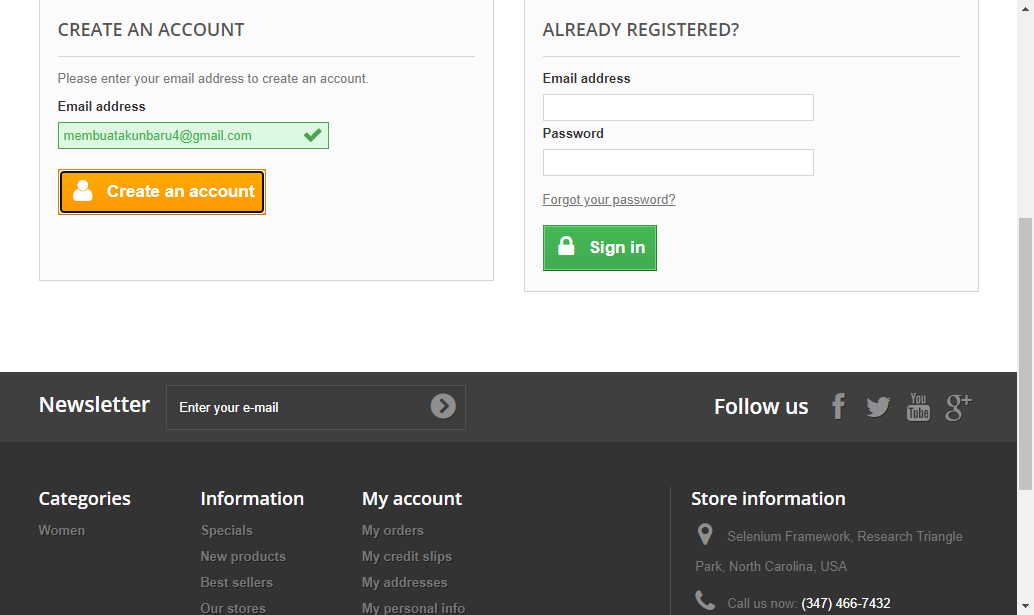 CREATE AN ACCOUNT
Please enter your email address to create an account.
Email address
membuatakunbaru4@gmail.com
Create an account
ALREADY REGISTERED?
Email address
Password
Forgot your password?
Sign in
Newsletter
Enter your e-mail
Follow us
You
Tube
g+
Categories
Women
Information
Specials
New products
Best sellers
Our stores
My account
My orders
My credit slips
My addresses
My personal info
Store information
Selenium Framework, Research Triangle
Park, North Carolina, USA
Call us now: (347) 466-7432